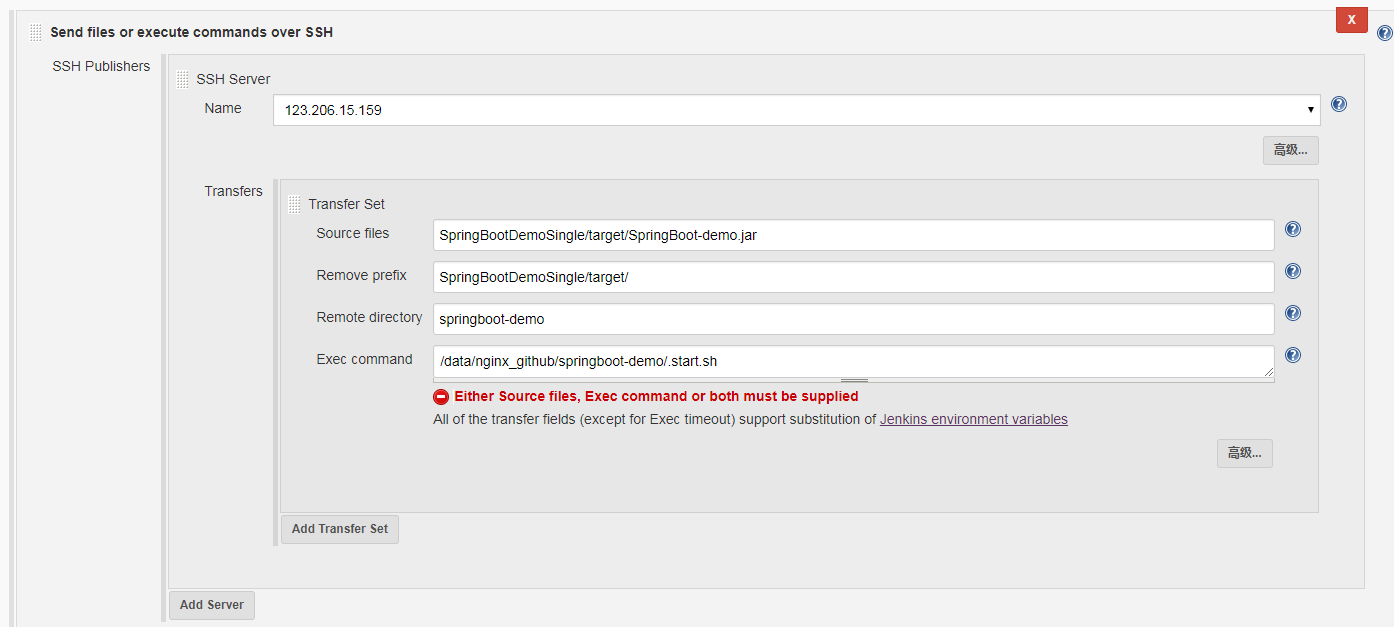 X
Send files or execute commands over SSH
?
SSH Publishers
SSH Server
Name
123.206.15.159
?
高级...
Transfers
Transfer Set
Source files
SpringBootDemoSingle/target/SpringBoot-demo.jar
?
Remove prefix
SpringBootDemoSingle/target/
?
Remote directory
springboot-demo
?
Exec command
/data/nginx_github/springboot-demo/.start.sh
?
Either Source files, Exec command or both must be supplied
All of the transfer fields (except for Exec timeout) support substitution of Jenkins environment variables
高级...
Add Transfer Set
Add Server